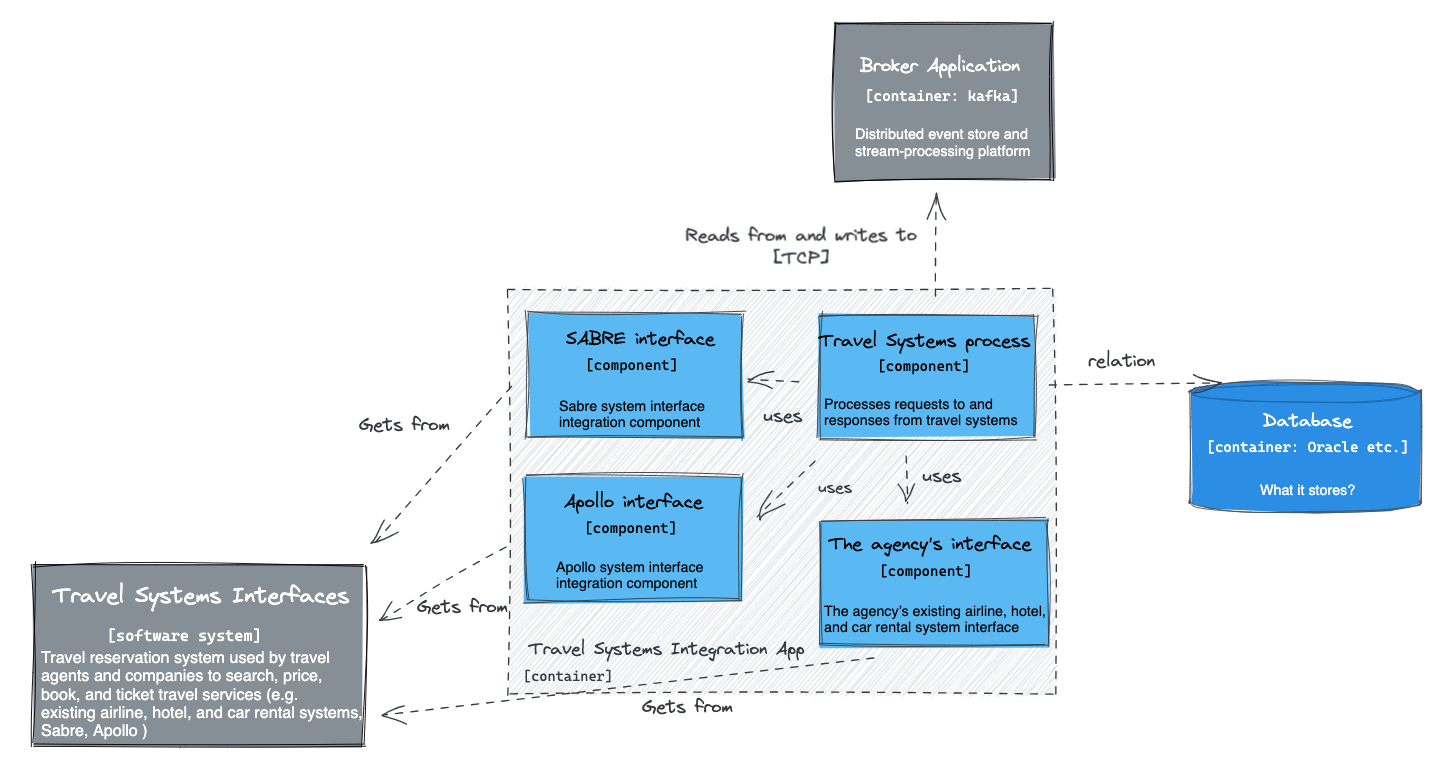 Broker Application
[container: kafka]
Distributed event store and
stream-processing platform
Reads from and writes to
[TCP]
SABRE interface
[component]
Sabre system interface
integration component
Travel Systems process
[component]
Processes requests to and
responses from travel systems
relation
Database
[container: Oracle etc.]
What it stores?
uses
Gets from
uses
uses
Apollo interface
[component]
Apollo system interface
integration component
The agency's interface
[component]
The agency’s existing airline, hotel,
and car rental system interface
Gets from
Travel Systems Interfaces
[software system]
Travel reservation system used by travel
agents and companies to search, price,
book, and ticket travel services (e.g.
existing airline, hotel, and car rental systems,
Sabre, Apollo )
Travel Systems Integration App
[container]
Gets from